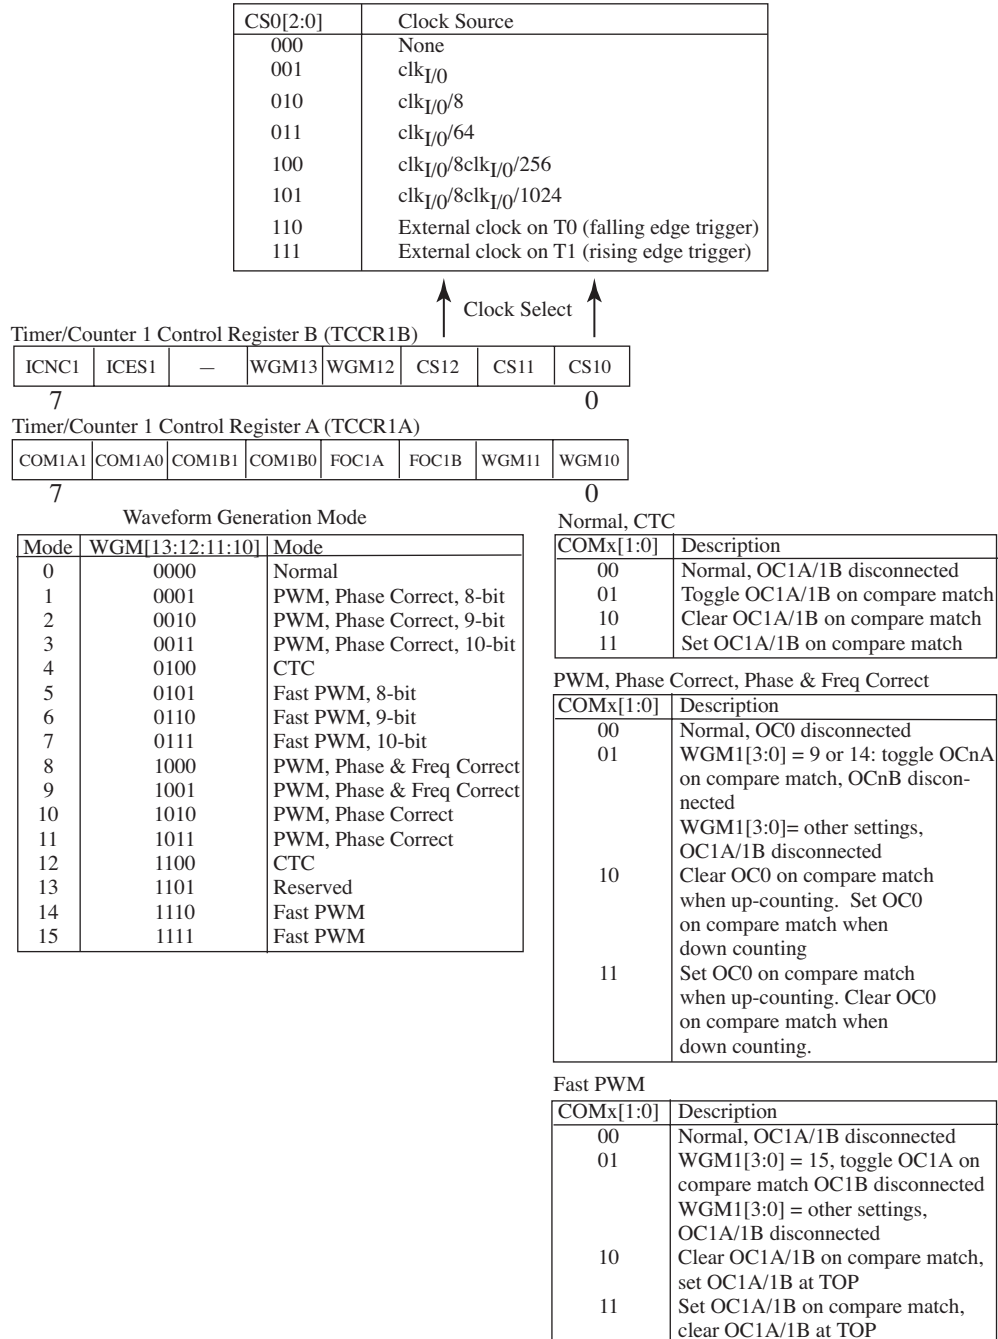 CS0[2:0] Clock Source
000 None
001 clkI/0
010 clkI/0/8
011 clkI/0/64
100 clkI/0/8clkI/0/256
101 clkI/0/8clkI/0/1024
110 External clock on T0 (falling edge trigger)
111 External clock on T1 (rising edge trigger)
Clock Select
Timer/Counter 1 Control Register B (TCCR1B)
ICNC1 ICES1 — WGM13 WGM12 CS12 CS11 CS10
7 0
Timer/Counter 1 Control Register A (TCCR1A)
COM1A1 COM1A0 COM1B1 COM1B0 FOC1A FOC1B WGM11 WGM10
7 0
Waveform Generation Mode
Mode WGM[13:12:11:10] Mode
0 0000 Normal
1 0001 PWM, Phase Correct, 8-bit
2 0010 PWM, Phase Correct, 9-bit
3 0011 PWM, Phase Correct, 10-bit
4 0100 CTC
5 0101 Fast PWM, 8-bit
6 0110 Fast PWM, 9-bit
7 0111 Fast PWM, 10-bit
8 1000 PWM, Phase & Freq Correct
9 1001 PWM, Phase & Freq Correct
10 1010 PWM, Phase Correct
11 1011 PWM, Phase Correct
12 1100 CTC
13 1101 Reserved
14 1110 Fast PWM
15 1111 Fast PWM
Normal, CTC
COMx[1:0] Description
00 Normal, OC1A/1B disconnected
01 Toggle OC1A/1B on compare match
10 Clear OC1A/1B on compare match
11 Set OC1A/1B on compare match
PWM, Phase Correct, Phase & Freq Correct
COMx[1:0] Description
00 Normal, OC0 disconnected
01 WGM1[3:0] = 9 or 14: toggle OCnA
on compare match, OCnB discon-
nected
WGM1[3:0]= other settings,
OC1A/1B disconnected
10 Clear OC0 on compare match
when up-counting. Set OC0
on compare match when
down counting
11 Set OC0 on compare match
when up-counting. Clear OC0
on compare match when
down counting.
Fast PWM
COMx[1:0] Description
00 Normal, OC1A/1B disconnected
01 WGM1[3:0] = 15, toggle OC1A on
compare match OC1B disconnected
WGM1[3:0] = other settings,
OC1A/1B disconnected
10 Clear OC1A/1B on compare match,
set OC1A/1B at TOP
11 Set OC1A/1B on compare match,
clear OC1A/1B at TOP